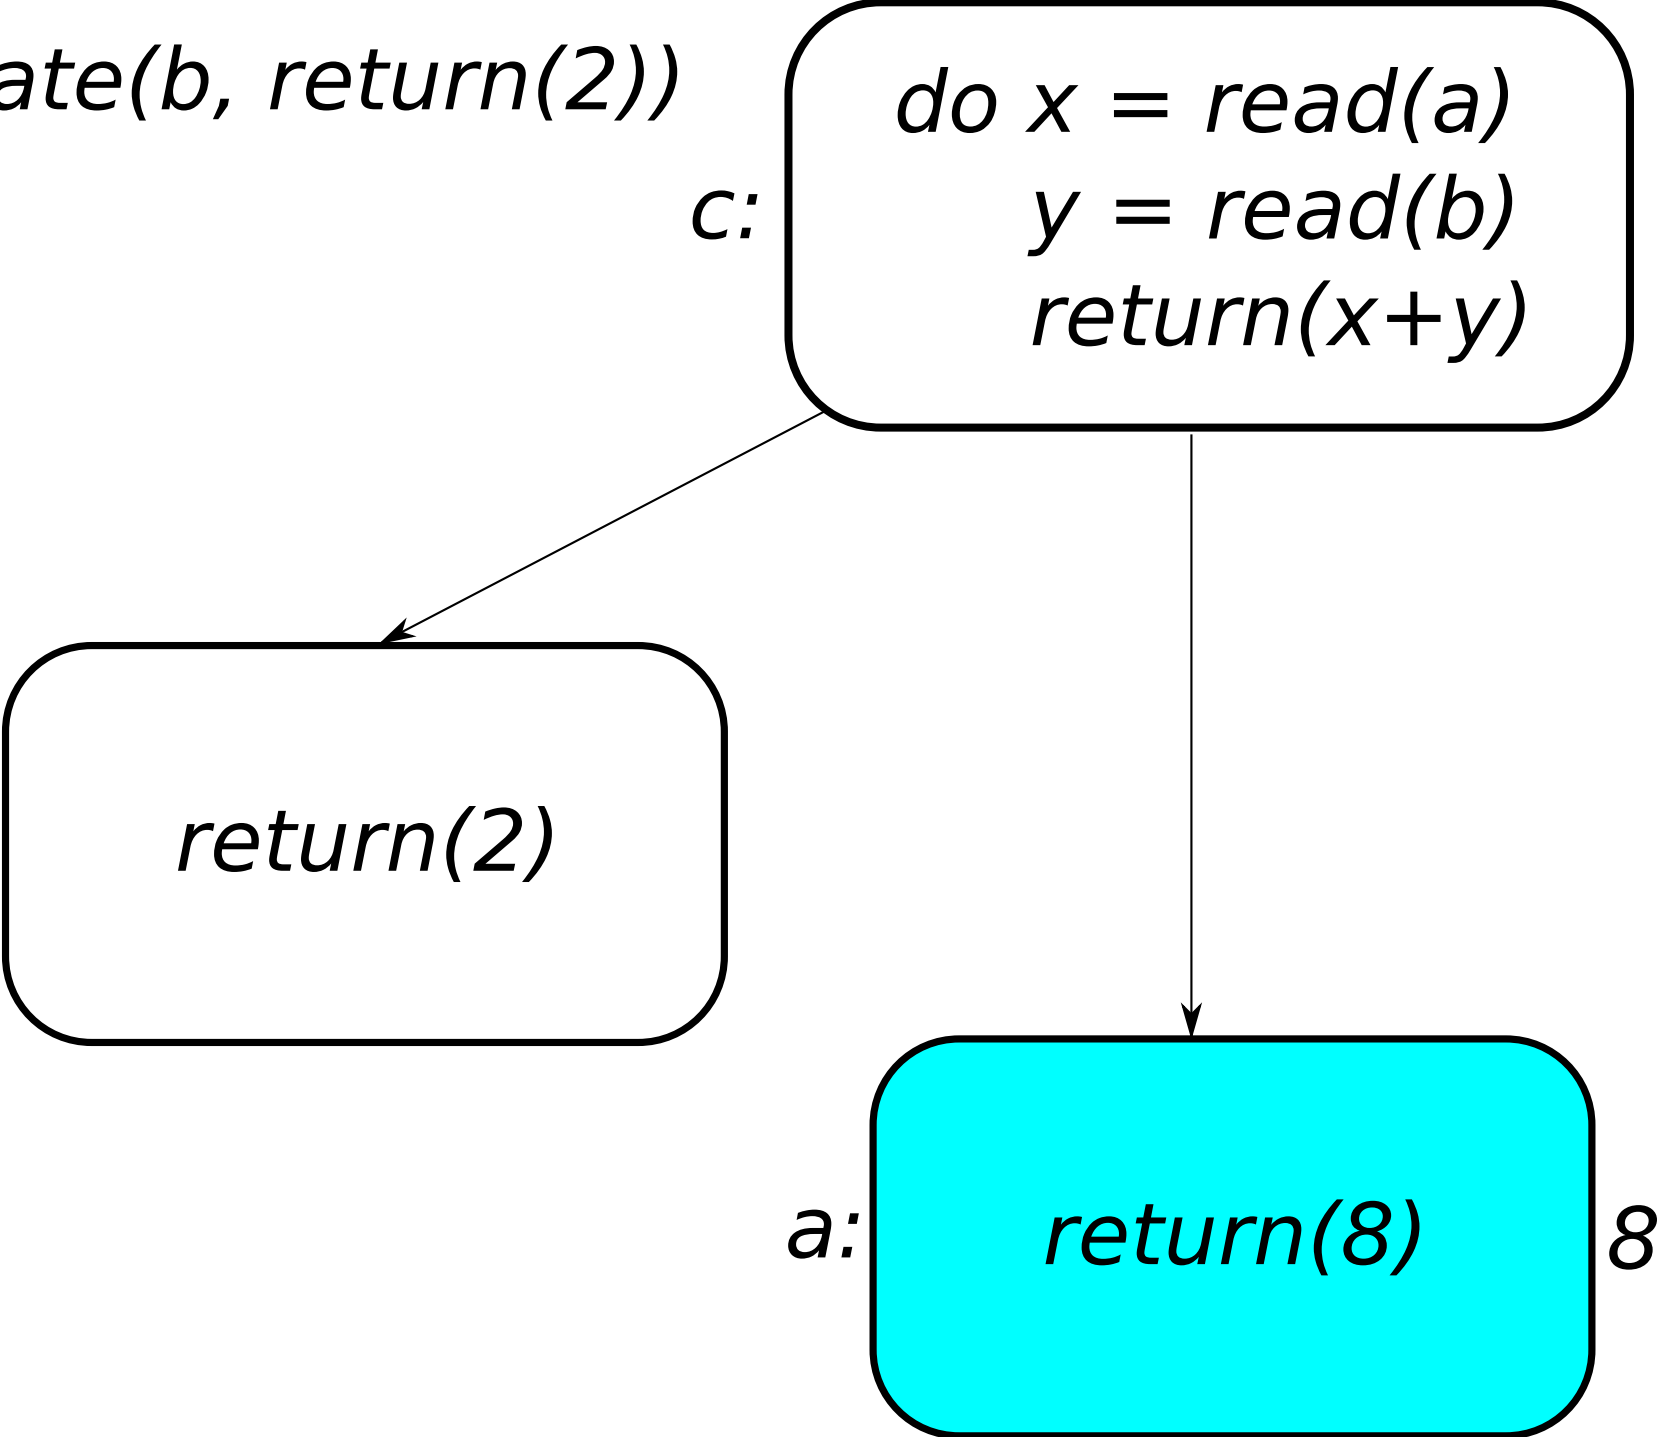 ate(b, return(2))
do x = read(a)
y = read(b)
return(x+y)
c:
return(2)
a:
return(8)
8